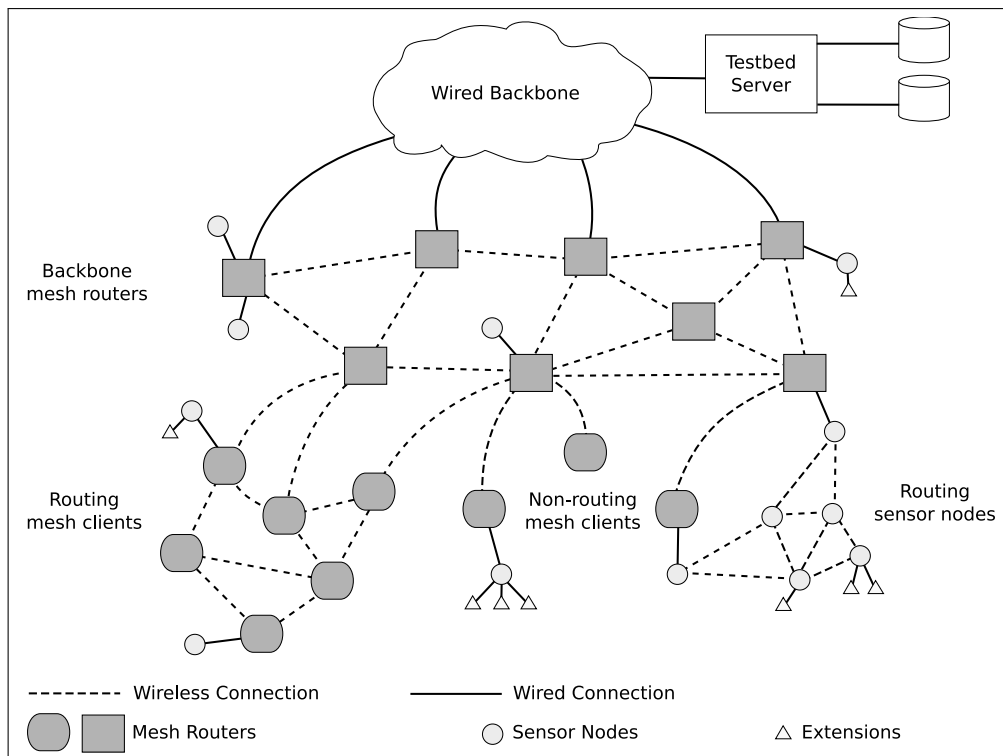 Wired Backbone
Testbed
Server
Backbone
mesh routers
Routing
mesh clients
Non-routing
mesh clients
Routing
sensor nodes
Wireless Connection
Wired Connection
Mesh Routers
Sensor Nodes
Extensions